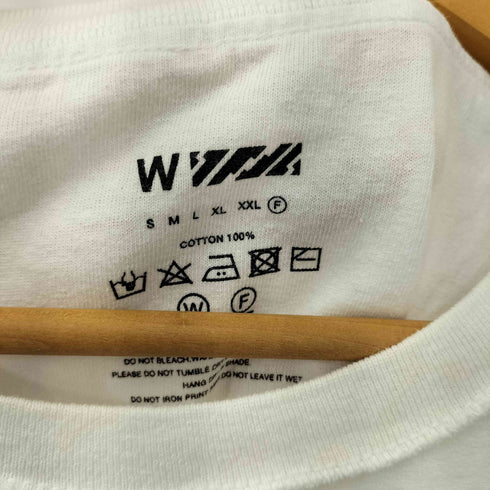 W
S M L XL XXL F
COTTON 100%
W F
DO NOT BLEACH.
PLEASE DO NOT TUMBLE
HANG DO NOT LEAVE IT WET
DO NOT IRON PRINT